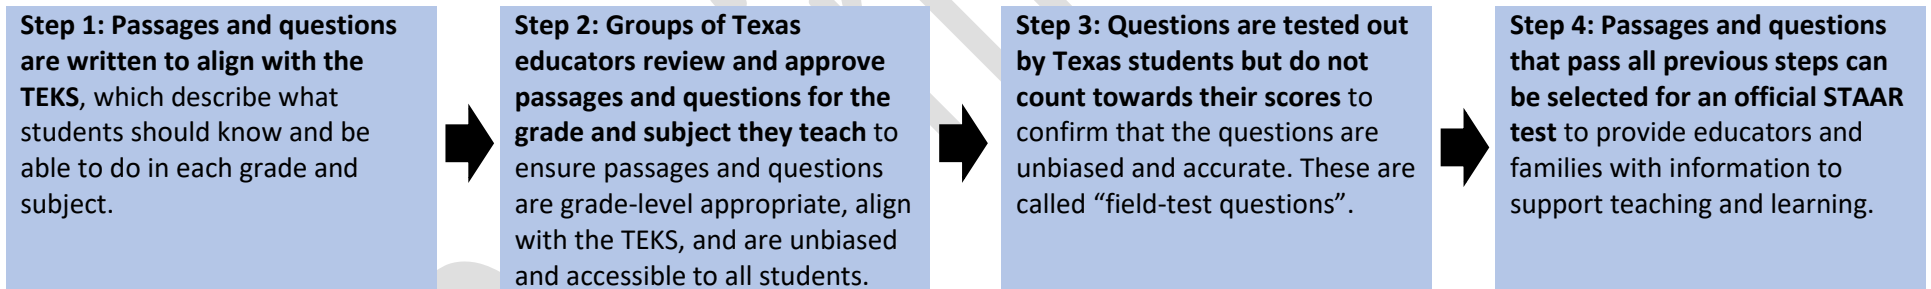 Step 1: Passages and questions
are written to align with the
TEKS, which describe what
students should know and be
able to do in each grade and
subject.
Step 2: Groups of Texas
educators review and approve
passages and questions for the
grade and subject they teach to
ensure passages and questions
are grade-level appropriate, align
with the TEKS, and are unbiased
and accessible to all students.
Step 3: Questions are tested out
by Texas students but do not
count towards their scores to
confirm that the questions are
unbiased and accurate. These are
called “field-test questions”.
Step 4: Passages and questions
that pass all previous steps can
be selected for an official STAAR
test to provide educators and
families with information to
support teaching and learning.